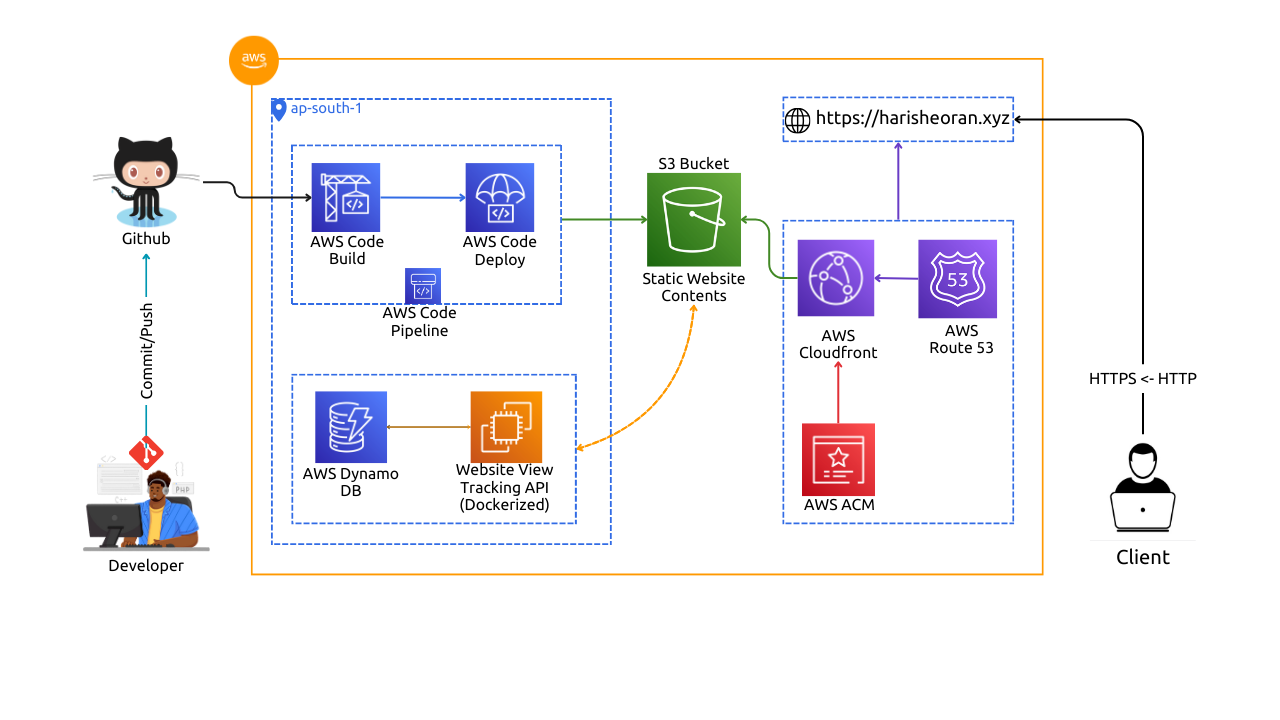 aws
ap-south-1
https://harisheoran.xyz
S3 Bucket
Github
AWS Code
Build
AWS Code
Deploy
AWS Code
Pipeline
Static Website
Contents
53
AWS
Cloudfront
AWS
Route 53
Commit/Push
HTTPS <- HTTP
AWS Dynamo
DB
Website View
Tracking API
(Dockerized)
AWS ACM
</>
PHP
C++
Developer
Client